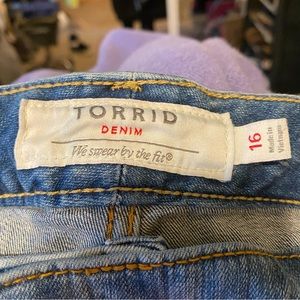 TORRID
DENIM
We swear by the fit®
16
Made in
Vietnam